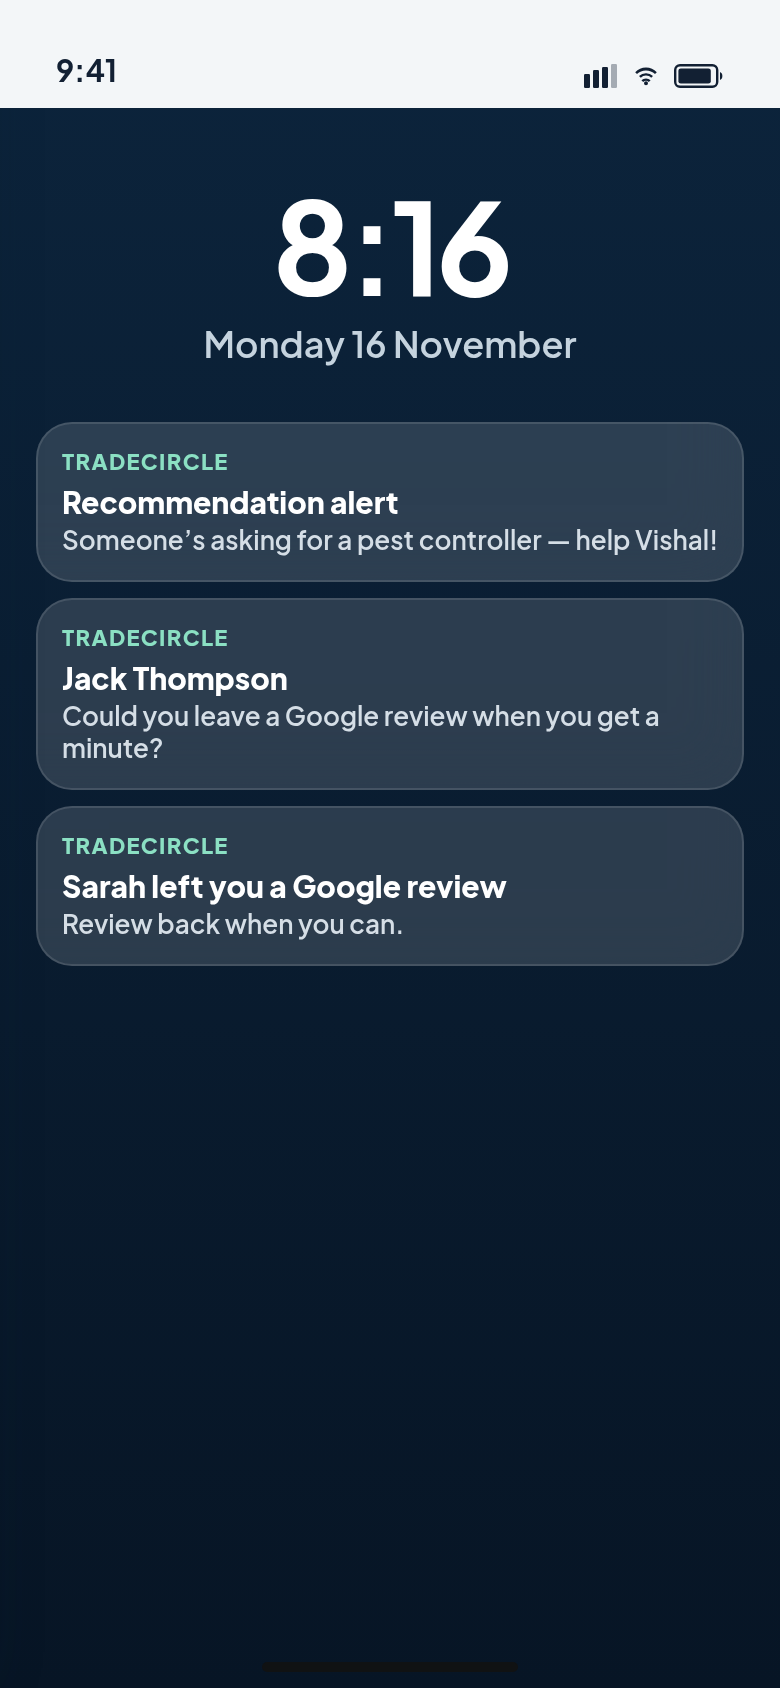 9:41
8:16
Monday 16 November
TRADECIRCLE
Recommendation alert
Someone’s asking for a pest controller — help Vishal!
TRADECIRCLE
Jack Thompson
Could you leave a Google review when you get a
minute?
TRADECIRCLE
Sarah left you a Google review
Review back when you can.